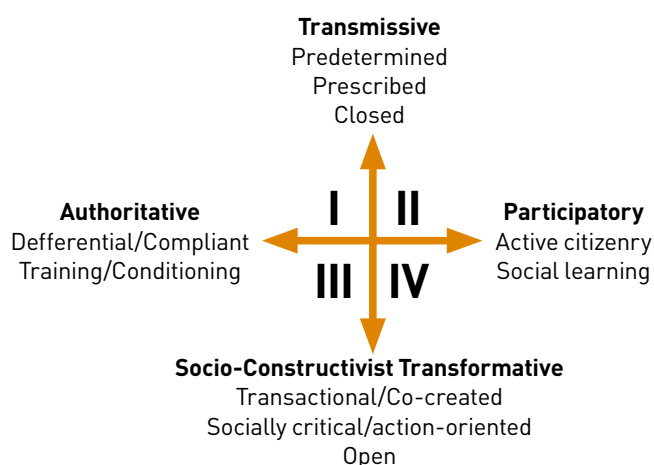 Transmissive
Predetermined
Prescribed
Closed
I II
Authoritative
Defferential/Compliant
Training/Conditioning
Participatory
Active citizenry
Social learning
III IV
Socio-Constructivist Transformative
Transactional/Co-created
Socially critical/action-oriented
Open